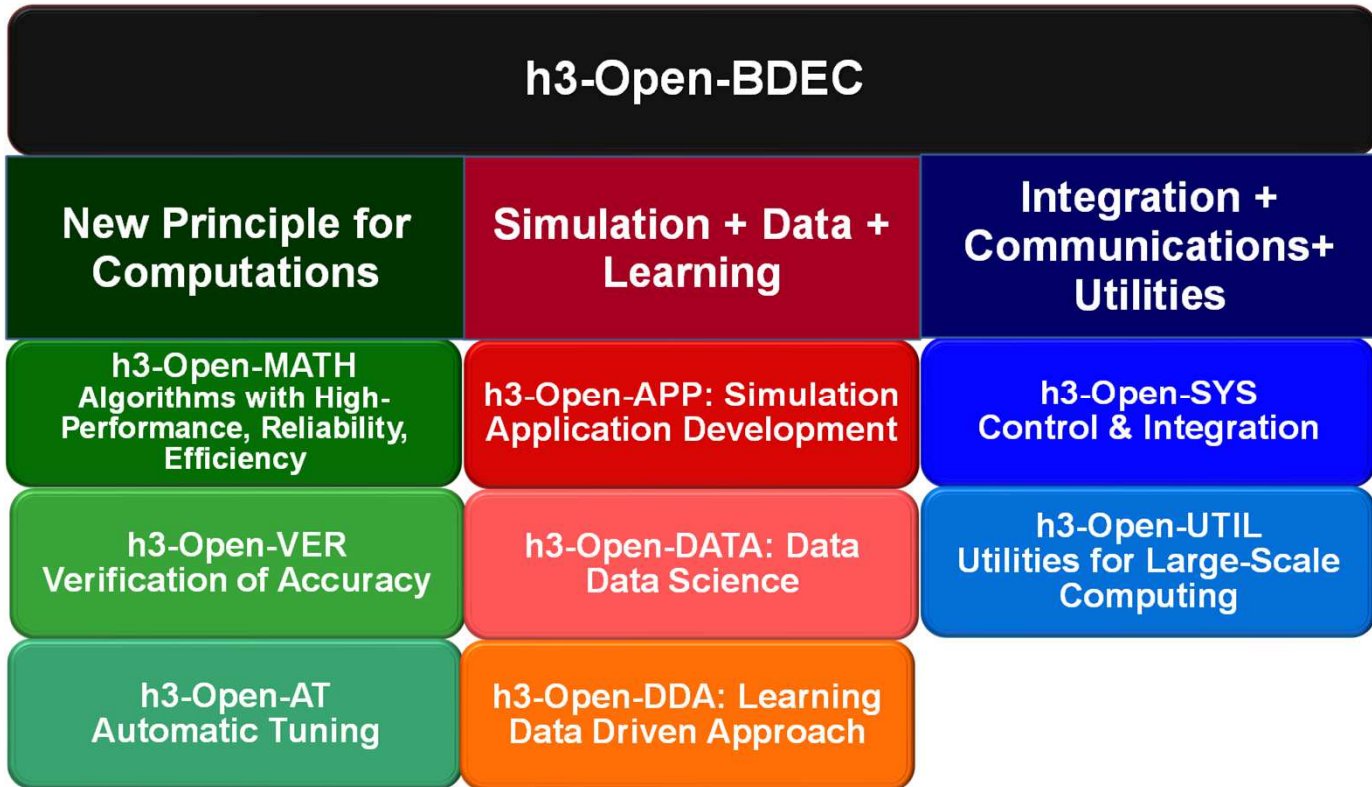 h3-Open-BDEC
New Principle for
Computations
Simulation + Data +
Learning
Integration +
Communications+
Utilities
h3-Open-MATH
Algorithms with High-
Performance, Reliability,
Efficiency
h3-Open-APP: Simulation
Application Development
h3-Open-SYS
Control & Integration
h3-Open-VER
Verification of Accuracy
h3-Open-DATA: Data
Data Science
h3-Open-UTIL
Utilities for Large-Scale
Computing
h3-Open-AT
Automatic Tuning
h3-Open-DDA: Learning
Data Driven Approach